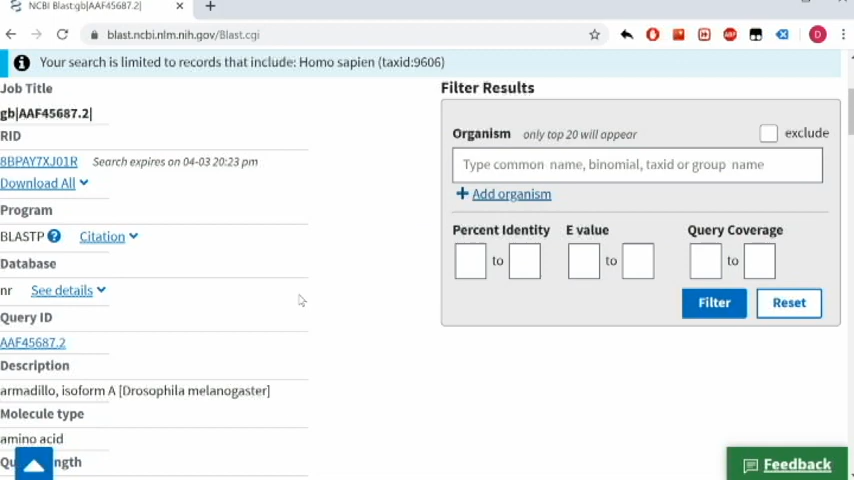 NCBI Blast:gb|AAF45687.2|
blast.ncbi.nlm.nih.gov/Blast.cgi
Your search is limited to records that include: Homo sapien (taxid:9606)
Job Title
gb|AAF45687.2|
RID
8BPAY7XJ01R Search expires on 04-03 20:23 pm
Download All
Program
BLASTP ? Citation
Database
nr See details
Query ID
AAF45687.2
Description
armadillo, isoform A [Drosophila melanogaster]
Molecule type
amino acid
Filter Results
Organism only top 20 will appear exclude
Type common name, binomial, taxid or group name
+ Add organism
Percent Identity E value Query Coverage
to to to
Filter Reset
Feedback